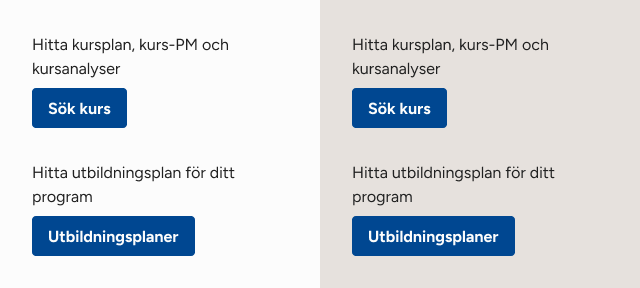 Hitta kursplan, kurs-PM och
kursanalyser
Sök kurs
Hitta utbildningsplan för ditt
program
Utbildningsplaner
Hitta kursplan, kurs-PM och
kursanalyser
Sök kurs
Hitta utbildningsplan för ditt
program
Utbildningsplaner